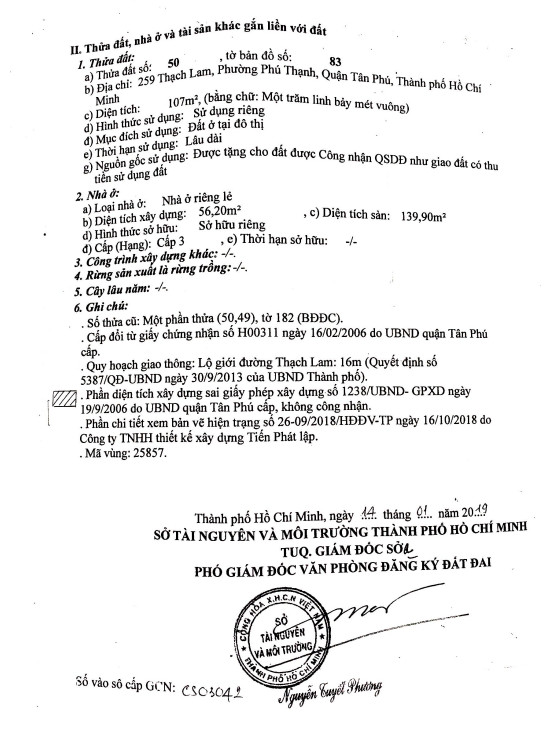 II. Thửa đất, nhà ở và tài sản khác gắn liền với đất
1. Thửa đất:
a) Thửa đất số: 50 , tờ bản đồ số: 83
b) Địa chỉ: 259 Thạch Lam, Phường Phú Thạnh, Quận Tân Phú, Thành phố Hồ Chí
Minh
c) Diện tích: 107m², (bằng chữ: Một trăm linh bảy mét vuông)
d) Hình thức sử dụng: Sử dụng riêng
đ) Mục đích sử dụng: Đất ở tại đô thị
e) Thời hạn sử dụng: Lâu dài
g) Nguồn gốc sử dụng: Được tặng cho đất được Công nhận QSDĐ như giao đất có thu
tiền sử dụng đất
2. Nhà ở:
a) Loại nhà ở: Nhà ở riêng lẻ
b) Diện tích xây dựng: 56,20m² , c) Diện tích sàn: 139,90m²
d) Hình thức sở hữu: Sở hữu riêng
đ) Cấp (Hạng): Cấp 3 , e) Thời hạn sở hữu: -/-
3. Công trình xây dựng khác: -/-.
4. Rừng sản xuất là rừng trồng: -/-.
5. Cây lâu năm: -/-.
6. Ghi chú:
. Số thửa cũ: Một phần thửa (50,49), tờ 182 (BĐĐC).
. Cấp đổi từ giấy chứng nhận số H00311 ngày 16/02/2006 do UBND quận Tân Phú
cấp.
. Quy hoạch giao thông: Lộ giới đường Thạch Lam: 16m (Quyết định số
5387/QĐ-UBND ngày 30/9/2013 của UBND Thành phố).
. Phần diện tích xây dựng sai giấy phép xây dựng số 1238/UBND- GPXD ngày
19/9/2006 do UBND quận Tân Phú cấp, không công nhận.
. Phần chi tiết xem bản vẽ hiện trạng số 26-09/2018/HĐĐV-TP ngày 16/10/2018 do
Công ty TNHH thiết kế xây dựng Tiến Phát lập.
. Mã vùng: 25857.
Thành phố Hồ Chí Minh, ngày 14 tháng 01 năm 2019
SỞ TÀI NGUYÊN VÀ MÔI TRƯỜNG THÀNH PHỐ HỒ CHÍ MINH
TUQ. GIÁM ĐỐC SỞ
PHÓ GIÁM ĐỐC VĂN PHÒNG ĐĂNG KÝ ĐẤT ĐAI
CỘNG HÒA X.H.C.N VIỆT NAM
SỞ
TÀI NGUYÊN
VÀ MÔI TRƯỜNG
THÀNH PHỐ HỒ CHÍ MINH
Số vào sổ cấp GCN: CS03042
Nguyễn Tuyết Phương